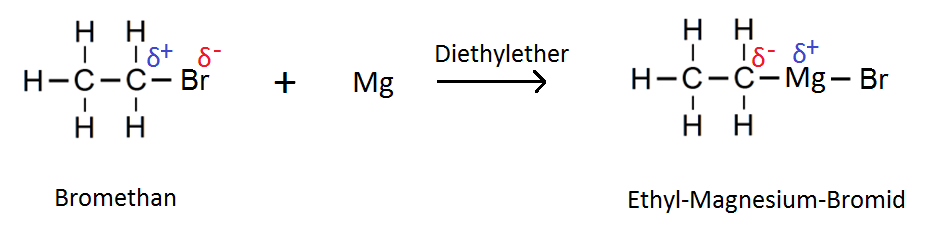 H H H H
δ+ δ- Diethylether δ- δ+
H–C–C–Br + Mg H–C–C–Mg–Br
H H H H
Bromethan Ethyl-Magnesium-Bromid